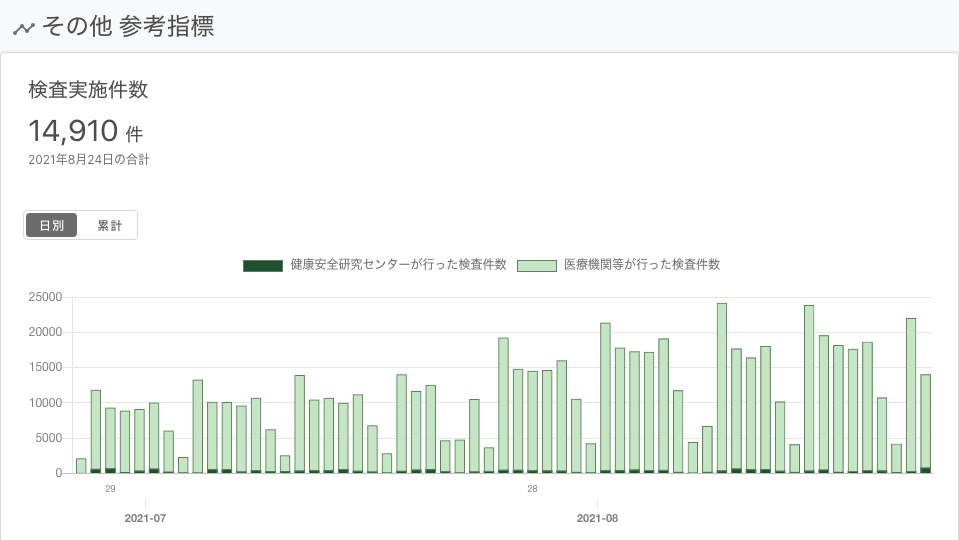 その他 参考指標
検査実施件数
14,910 件
2021年8月24日の合計
日別 累計
健康安全研究センターが行った検査件数 医療機関等が行った検査件数
25000
20000
15000
10000
5000
0
29 28
2021-07 2021-08